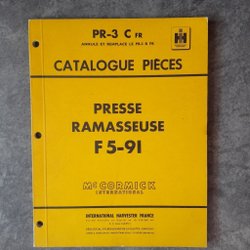 PR-3 C FR
ANNULE ET REMPLACE LE PR-3 B FR
CATALOGUE PIÈCES
PRESSE
RAMASSEUSE
F 5-91
McCORMICK
INTERNATIONAL
INTERNATIONAL HARVESTER FRANCE